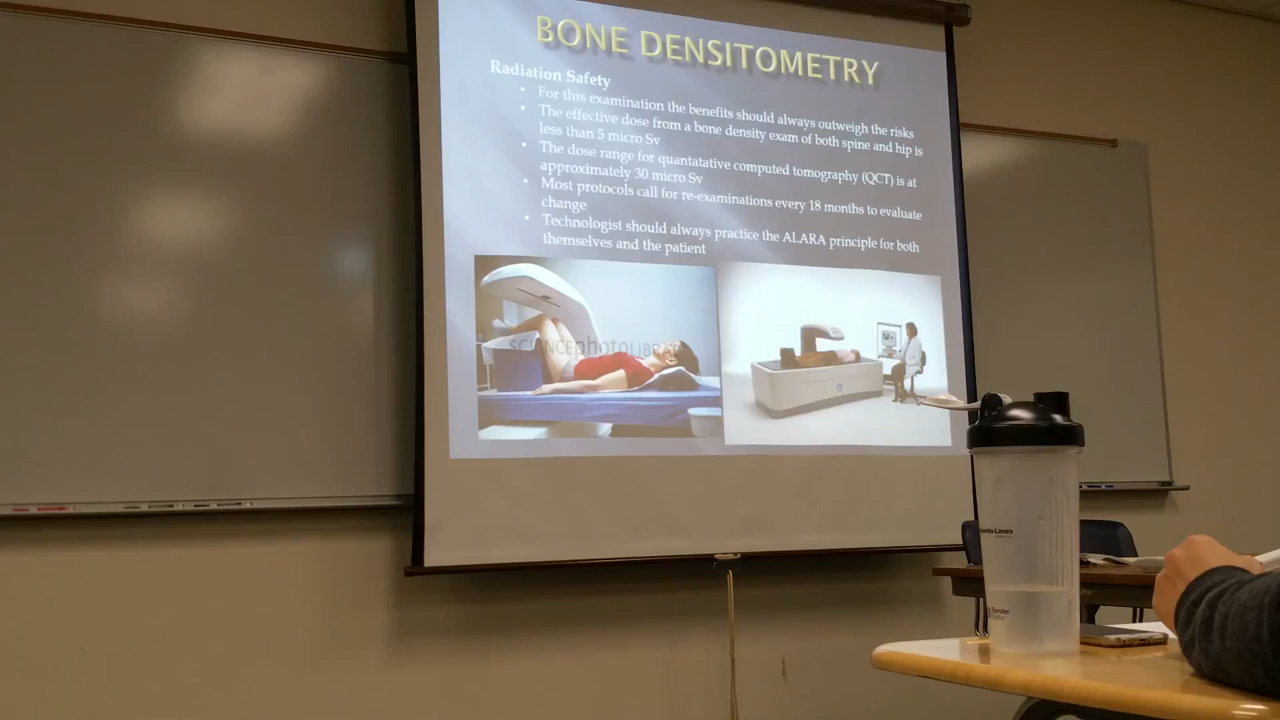 BONE DENSITOMETRY
Radiation Safety
• For this examination the benefits should always outweigh the risks
• The effective dose from a bone density exam of both spine and hip is
less than 5 micro Sv
• The dose range for quantatative computed tomography (QCT) is at
approximately 30 micro Sv
• Most protocols call for re-examinations every 18 months to evaluate
change
• Technologist should always practice the ALARA principle for both
themselves and the patient
SCIENCEphotoLIBRARY